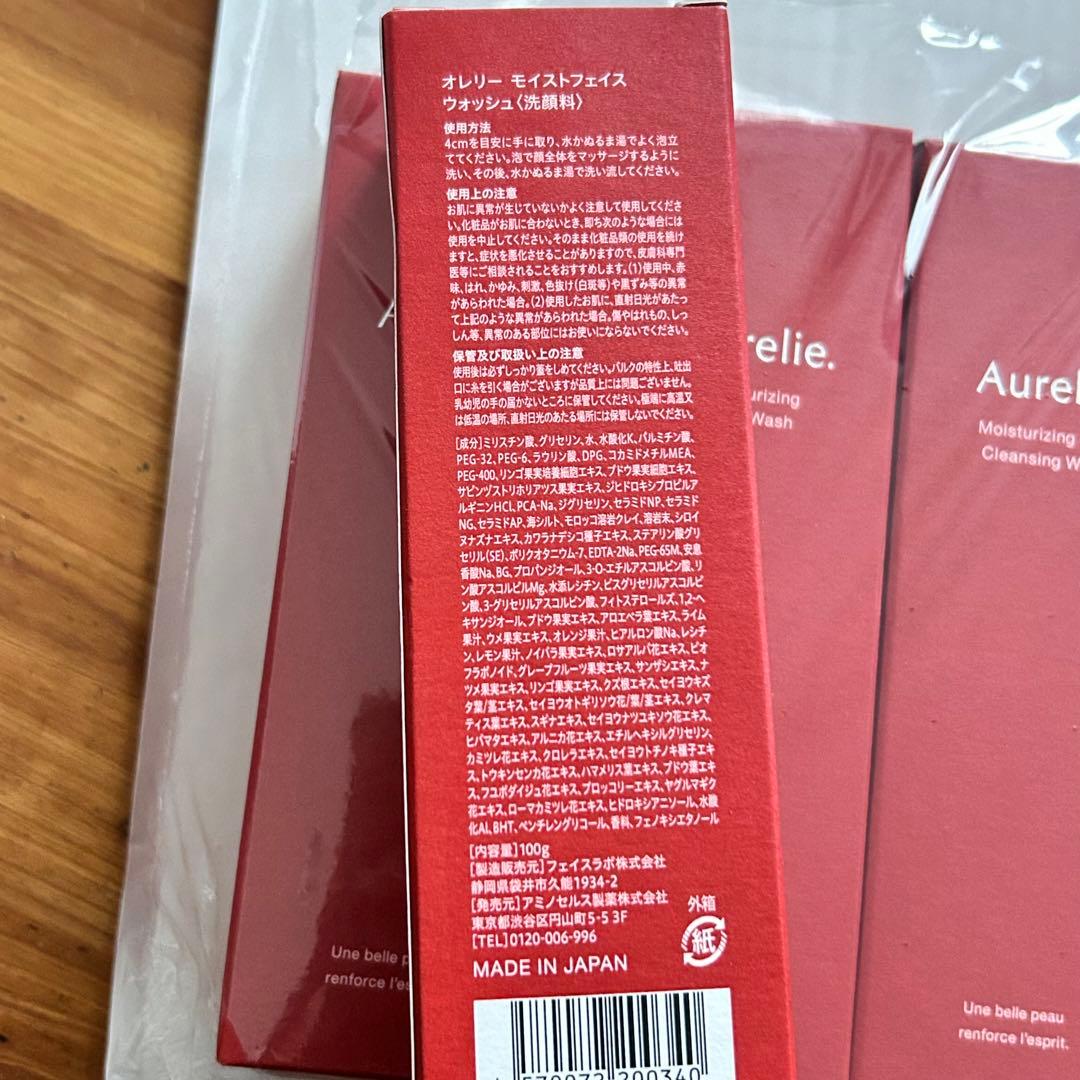 オレリー モイストフェイス
ウォッシュ〈洗顔料〉
使用方法
4cmを目安に手に取り、水かぬるま湯でよく泡立
ててください。泡で顔全体をマッサージするように
洗い、その後、水かぬるま湯で洗い流してください。
使用上の注意
お肌に異常が生じていないかよく注意して使用してくださ
い。化粧品がお肌に合わないとき、即ち次のような場合には
使用を中止してください。そのまま化粧品類の使用を続け
ますと、症状を悪化させることがありますので、皮膚科専門
医等にご相談されることをおすすめします。(1)使用中、赤
味、はれ、かゆみ、刺激、色抜け(白斑等)や黒ずみ等の異常
があらわれた場合。(2)使用したお肌に、直射日光があたっ
て上記のような異常があらわれた場合。傷やはれもの、しっ
しん等、異常のある部位にはお使いにならないでください。
保管及び取扱い上の注意
使用後は必ずしっかり蓋をしめてください。バルクの特性上、吐出
口に糸を引く場合がございますが品質上には問題ございません。
乳幼児の手の届かないところに保管してください。極端に高温又
は低温の場所、直射日光のあたる場所には保管しないでください。
[成分]ミリスチン酸、グリセリン、水、水酸化K、パルミチン酸、
PEG-32、PEG-6、ラウリン酸、DPG、コカミドメチルMEA、
PEG-400、リンゴ果実培養細胞エキス、ブドウ果実細胞エキス、
サピンヅストリホリアツス果実エキス、ジヒドロキシプロピルア
ルギニンHCl、PCA-Na、ジグリセリン、セラミドNP、セラミド
NG、セラミドAP、海シルト、モロッコ溶岩クレイ、溶岩末、シロイ
ヌナズナエキス、カワラナデシコ種子エキス、ステアリン酸グリ
セリル(SE)、ポリクオタニウム-7、EDTA-2Na、PEG-65M、安息
香酸Na、BG、プロパンジオール、3-O-エチルアスコルビン酸、リ
ン酸アスコルビルMg、水添レシチン、ビスグリセリルアスコルビ
ン酸、3-グリセリルアスコルビン酸、フィトステロールズ、1,2-ヘ
キサンジオール、ブドウ果実エキス、アロエベラ葉エキス、ライム
果汁、ウメ果実エキス、オレンジ果汁、ヒアルロン酸Na、レシチ
ン、レモン果汁、ノイバラ果実エキス、ロサアルバ花エキス、ビオ
フラボノイド、グレープフルーツ果実エキス、サンザシエキス、ナ
ツメ果実エキス、リンゴ果実エキス、クズ根エキス、セイヨウキズ
タ葉/茎エキス、セイヨウオトギリソウ花/葉/茎エキス、クレマ
ティス葉エキス、スギナエキス、セイヨウナツユキソウ花エキス、
ヒバマタエキス、アルニカ花エキス、エチルヘキシルグリセリン、
カミツレ花エキス、クロレラエキス、セイヨウトチノキ種子エキ
ス、トウキンセンカ花エキス、ハマメリス葉エキス、ブドウ葉エキ
ス、フユボダイジュ花エキス、ブロッコリーエキス、ヤグルマギク
花エキス、ローマカミツレ花エキス、ヒドロキシアニソール、水酸
化Al、BHT、ペンチレングリコール、香料、フェノキシエタノール
[内容量]100g
[製造販売元]フェイスラボ株式会社
静岡県袋井市久能1934-2
[発売元]アミノセルス製薬株式会社
東京都渋谷区円山町5-5 3F
[TEL]0120-006-996
MADE IN JAPAN
外箱
紙
A
Une belle p
renforce l'es
relie.
urizing
Wash
Aurel
Moisturizing
Cleansing W
Une belle peau
renforce l'esprit.